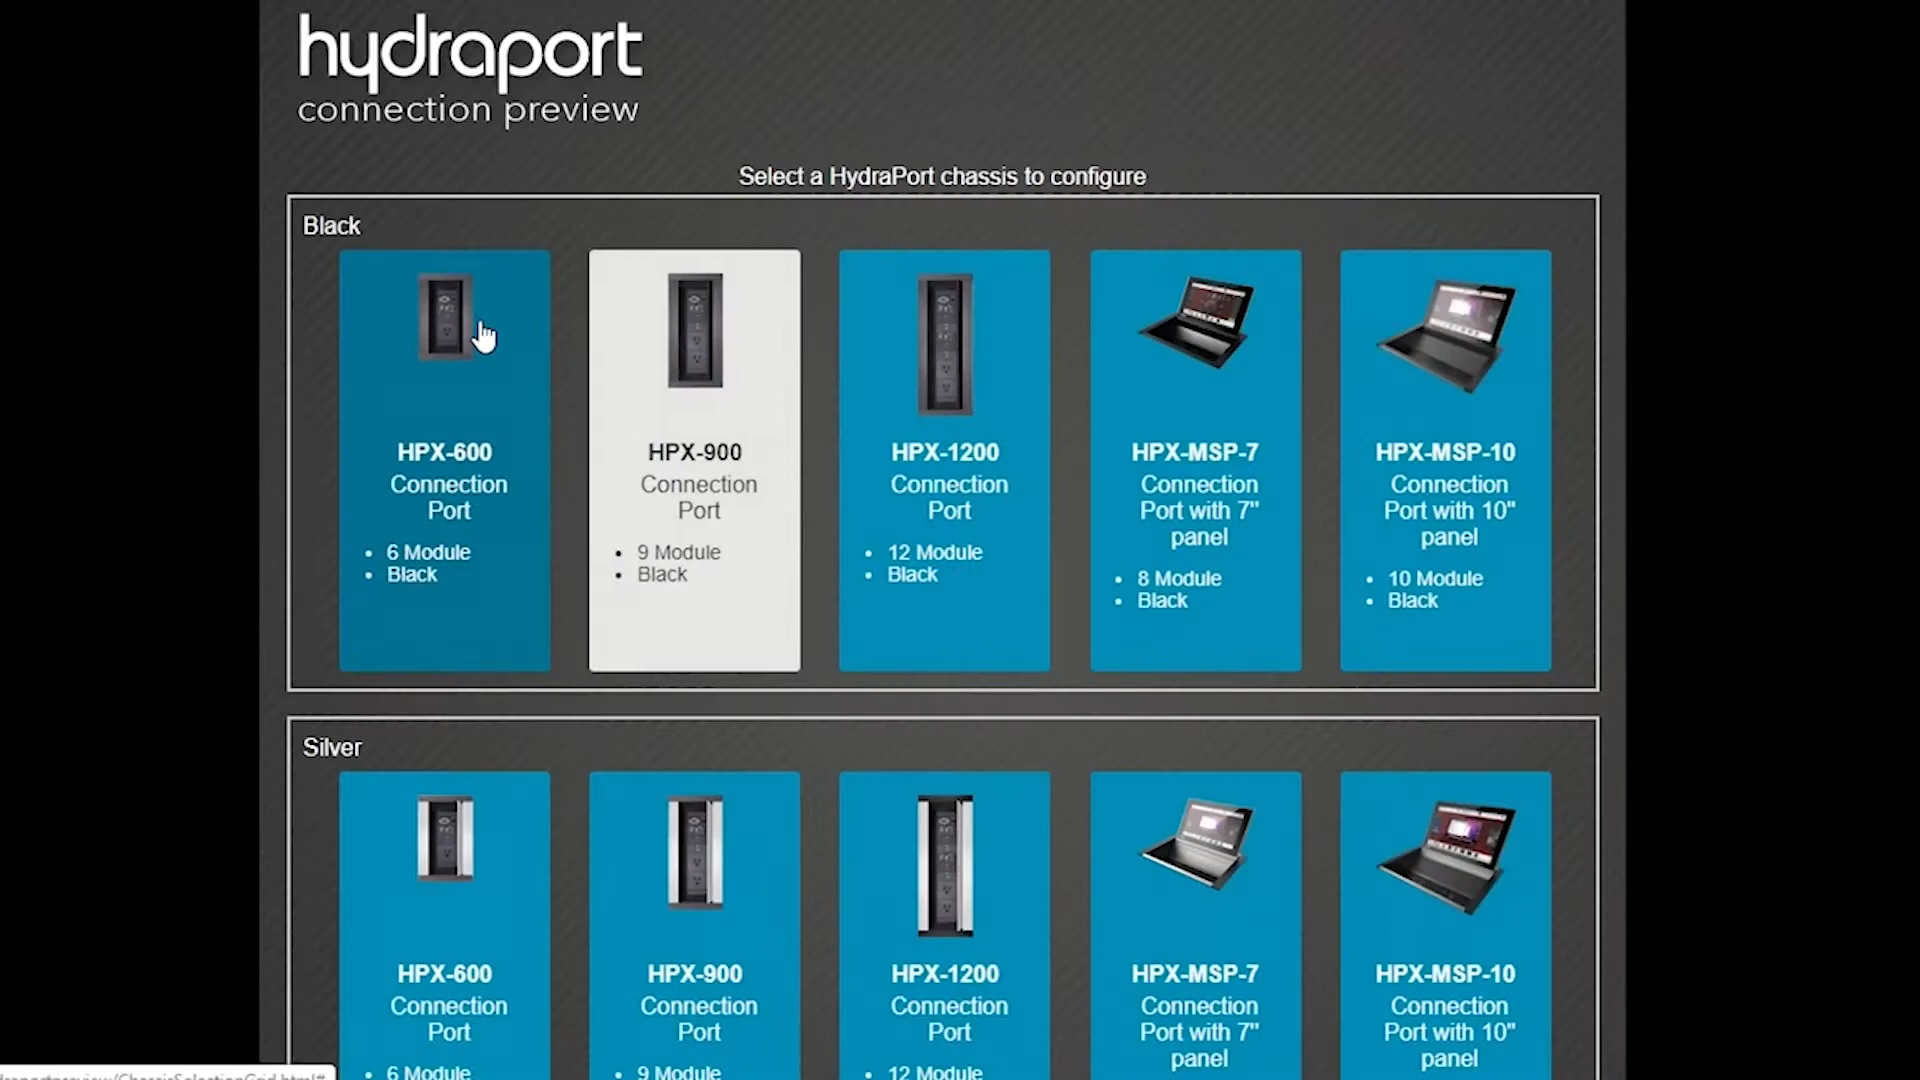 hydraport
connection preview
Select a HydraPort chassis to configure
Black
HPX-600
Connection
Port
• 6 Module
• Black
HPX-900
Connection
Port
• 9 Module
• Black
HPX-1200
Connection
Port
• 12 Module
• Black
HPX-MSP-7
Connection
Port with 7"
panel
• 8 Module
• Black
HPX-MSP-10
Connection
Port with 10"
panel
• 10 Module
• Black
Silver
HPX-600
Connection
Port
• 6 Module
HPX-900
Connection
Port
• 9 Module
HPX-1200
Connection
Port
• 12 Module
HPX-MSP-7
Connection
Port with 7"
panel
HPX-MSP-10
Connection
Port with 10"
panel